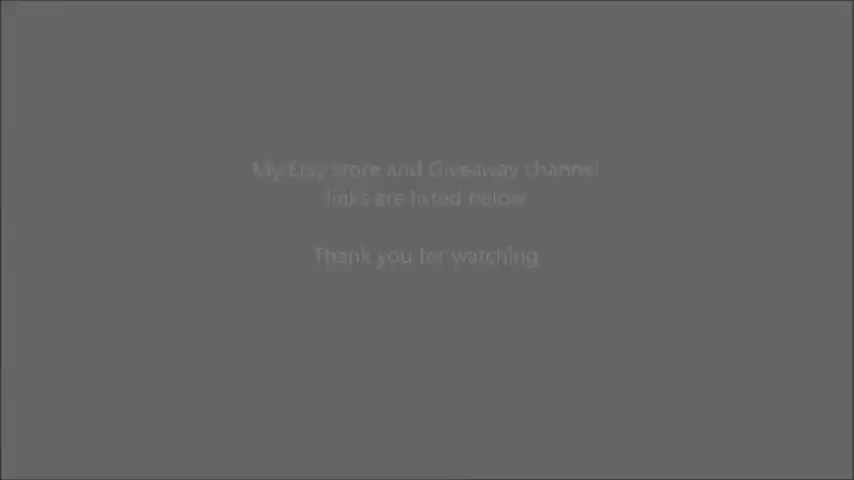 My Etsy store and Giveaway channel
links are listed below
Thank you for watching